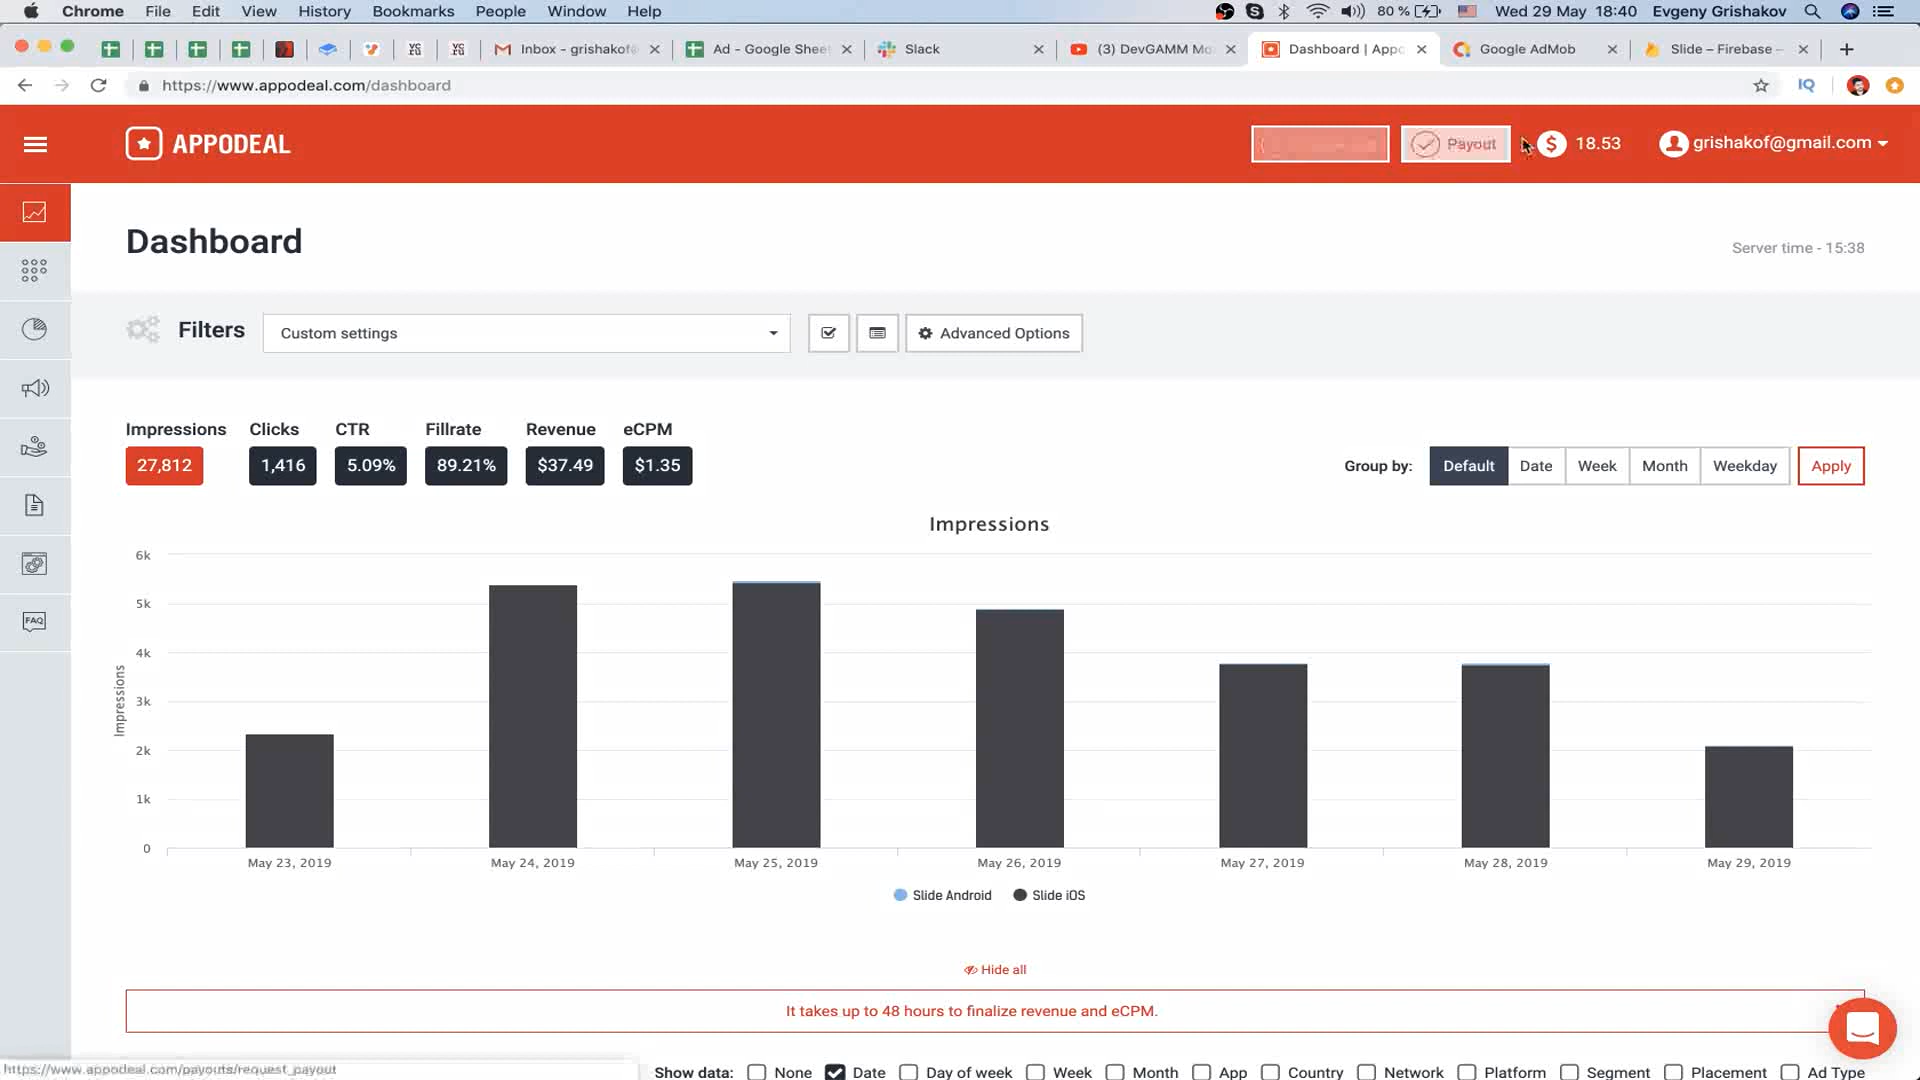 Chrome File Edit View History Bookmarks People Window Help 80 % Wed 29 May 18:40 Evgeny Grishakov
Inbox - grishakof@ Ad - Google Sheet Slack (3) DevGAMM Mo Dashboard | Appo Google AdMob Slide – Firebase –
https://www.appodeal.com/dashboard IQ
APPODEAL Payout $ 18.53 grishakof@gmail.com
Dashboard
Server time - 15:38
Filters Custom settings Advanced Options
Impressions Clicks CTR Fillrate Revenue eCPM
27,812 1,416 5.09% 89.21% $37.49 $1.35
Group by: Default Date Week Month Weekday Apply
Impressions
6k
5k
4k
3k
2k
1k
0
Impressions
May 23, 2019 May 24, 2019 May 25, 2019 May 26, 2019 May 27, 2019 May 28, 2019 May 29, 2019
Slide Android Slide iOS
FAQ
Hide all
It takes up to 48 hours to finalize revenue and eCPM.
https://www.appodeal.com/payouts/request_payout
Show data: None Date Day of week Week Month App Country Network Platform Segment Placement Ad Type